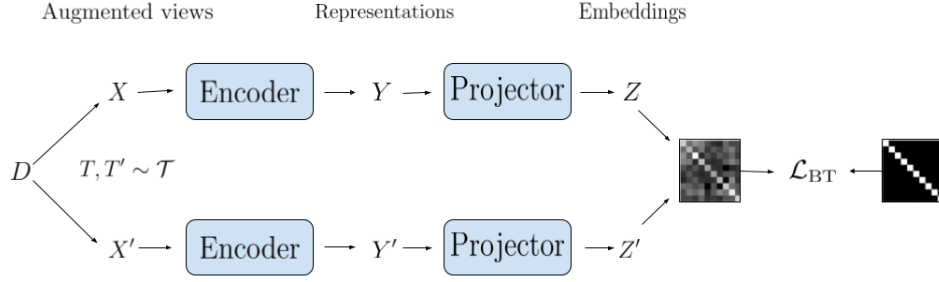 Augmented views Representations Embeddings
X Encoder Y Projector Z
D T, T′ ∼ 𝒯 ℒ_BT
X′ Encoder Y′ Projector Z′